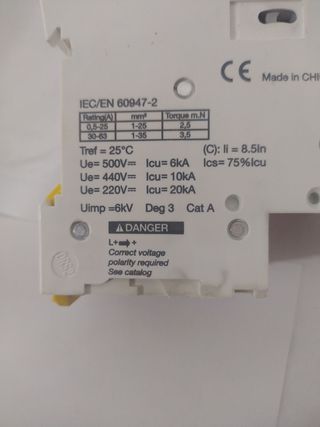 CE Made in CHI
IEC/EN 60947-2
Rating(A) mm² Torque m.N
0,5-25 1-25 2,5
30-63 1-35 3,5
Tref = 25°C (C): Ii = 8.5In
Ue= 500V⎓ Icu= 6kA Ics= 75%Icu
Ue= 440V⎓ Icu= 10kA
Ue= 220V⎓ Icu= 20kA
Uimp =6kV Deg 3 Cat A
⚠ DANGER
L+➡+
Correct voltage
polarity required
See catalog